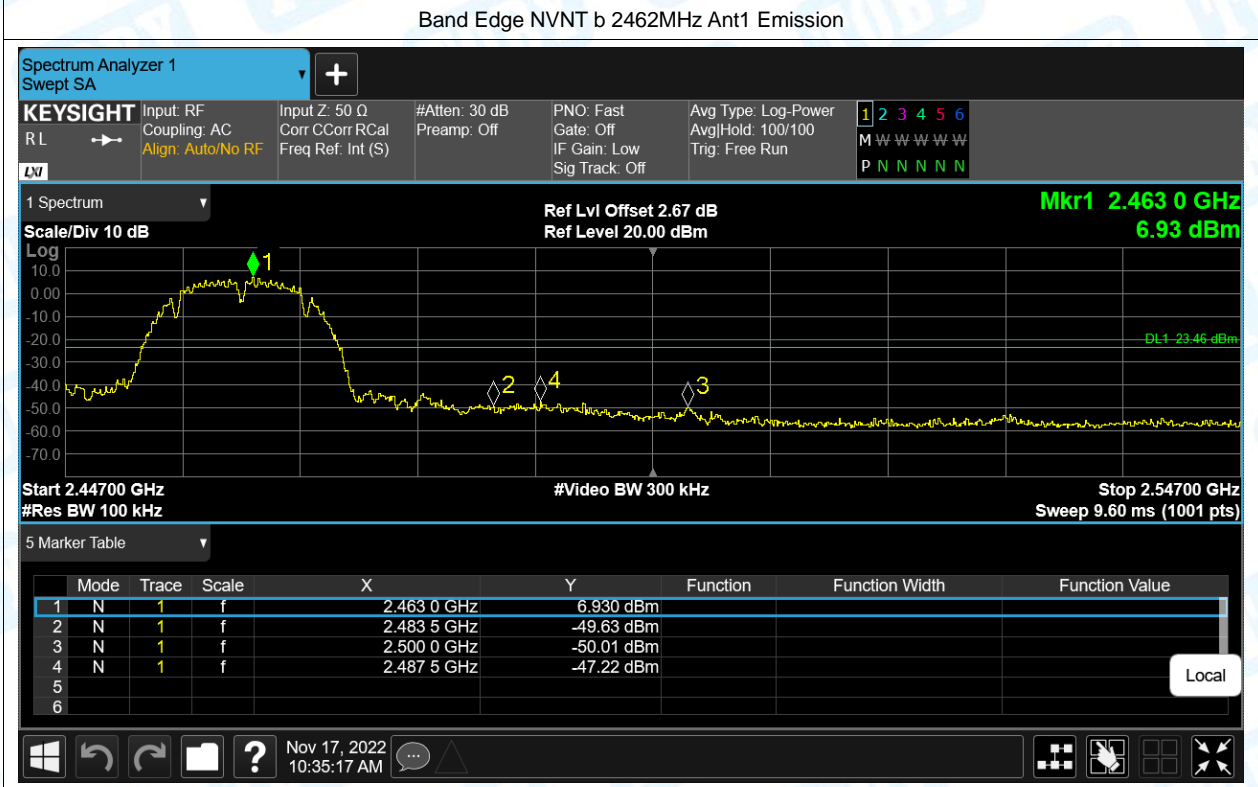 Band Edge NVNT b 2462MHz Ant1 Emission
Spectrum Analyzer 1
Swept SA
+
KEYSIGHT
R L
LXI
Input: RF
Coupling: AC
Align: Auto/No RF
Input Z: 50 Ω
Corr CCorr RCal
Freq Ref: Int (S)
#Atten: 30 dB
Preamp: Off
PNO: Fast
Gate: Off
IF Gain: Low
Sig Track: Off
Avg Type: Log-Power
Avg|Hold: 100/100
Trig: Free Run
1 2 3 4 5 6
M W W W W W
P N N N N N N
1 Spectrum
Scale/Div 10 dB
Ref Lvl Offset 2.67 dB
Ref Level 20.00 dBm
Mkr1 2.463 0 GHz
6.93 dBm
Log
10.0
0.00
-10.0
-20.0
-30.0
-40.0
-50.0
-60.0
-70.0
1
2
4
3
DL1 -23.46 dBm
Start 2.44700 GHz
#Video BW 300 kHz
Stop 2.54700 GHz
#Res BW 100 kHz
Sweep 9.60 ms (1001 pts)
5 Marker Table
Mode Trace Scale X Y Function Function Width Function Value
1 N 1 f 2.463 0 GHz 6.930 dBm
2 N 1 f 2.483 5 GHz -49.63 dBm
3 N 1 f 2.500 0 GHz -50.01 dBm
4 N 1 f 2.487 5 GHz -47.22 dBm
5
6
Local
?
Nov 17, 2022
10:35:17 AM